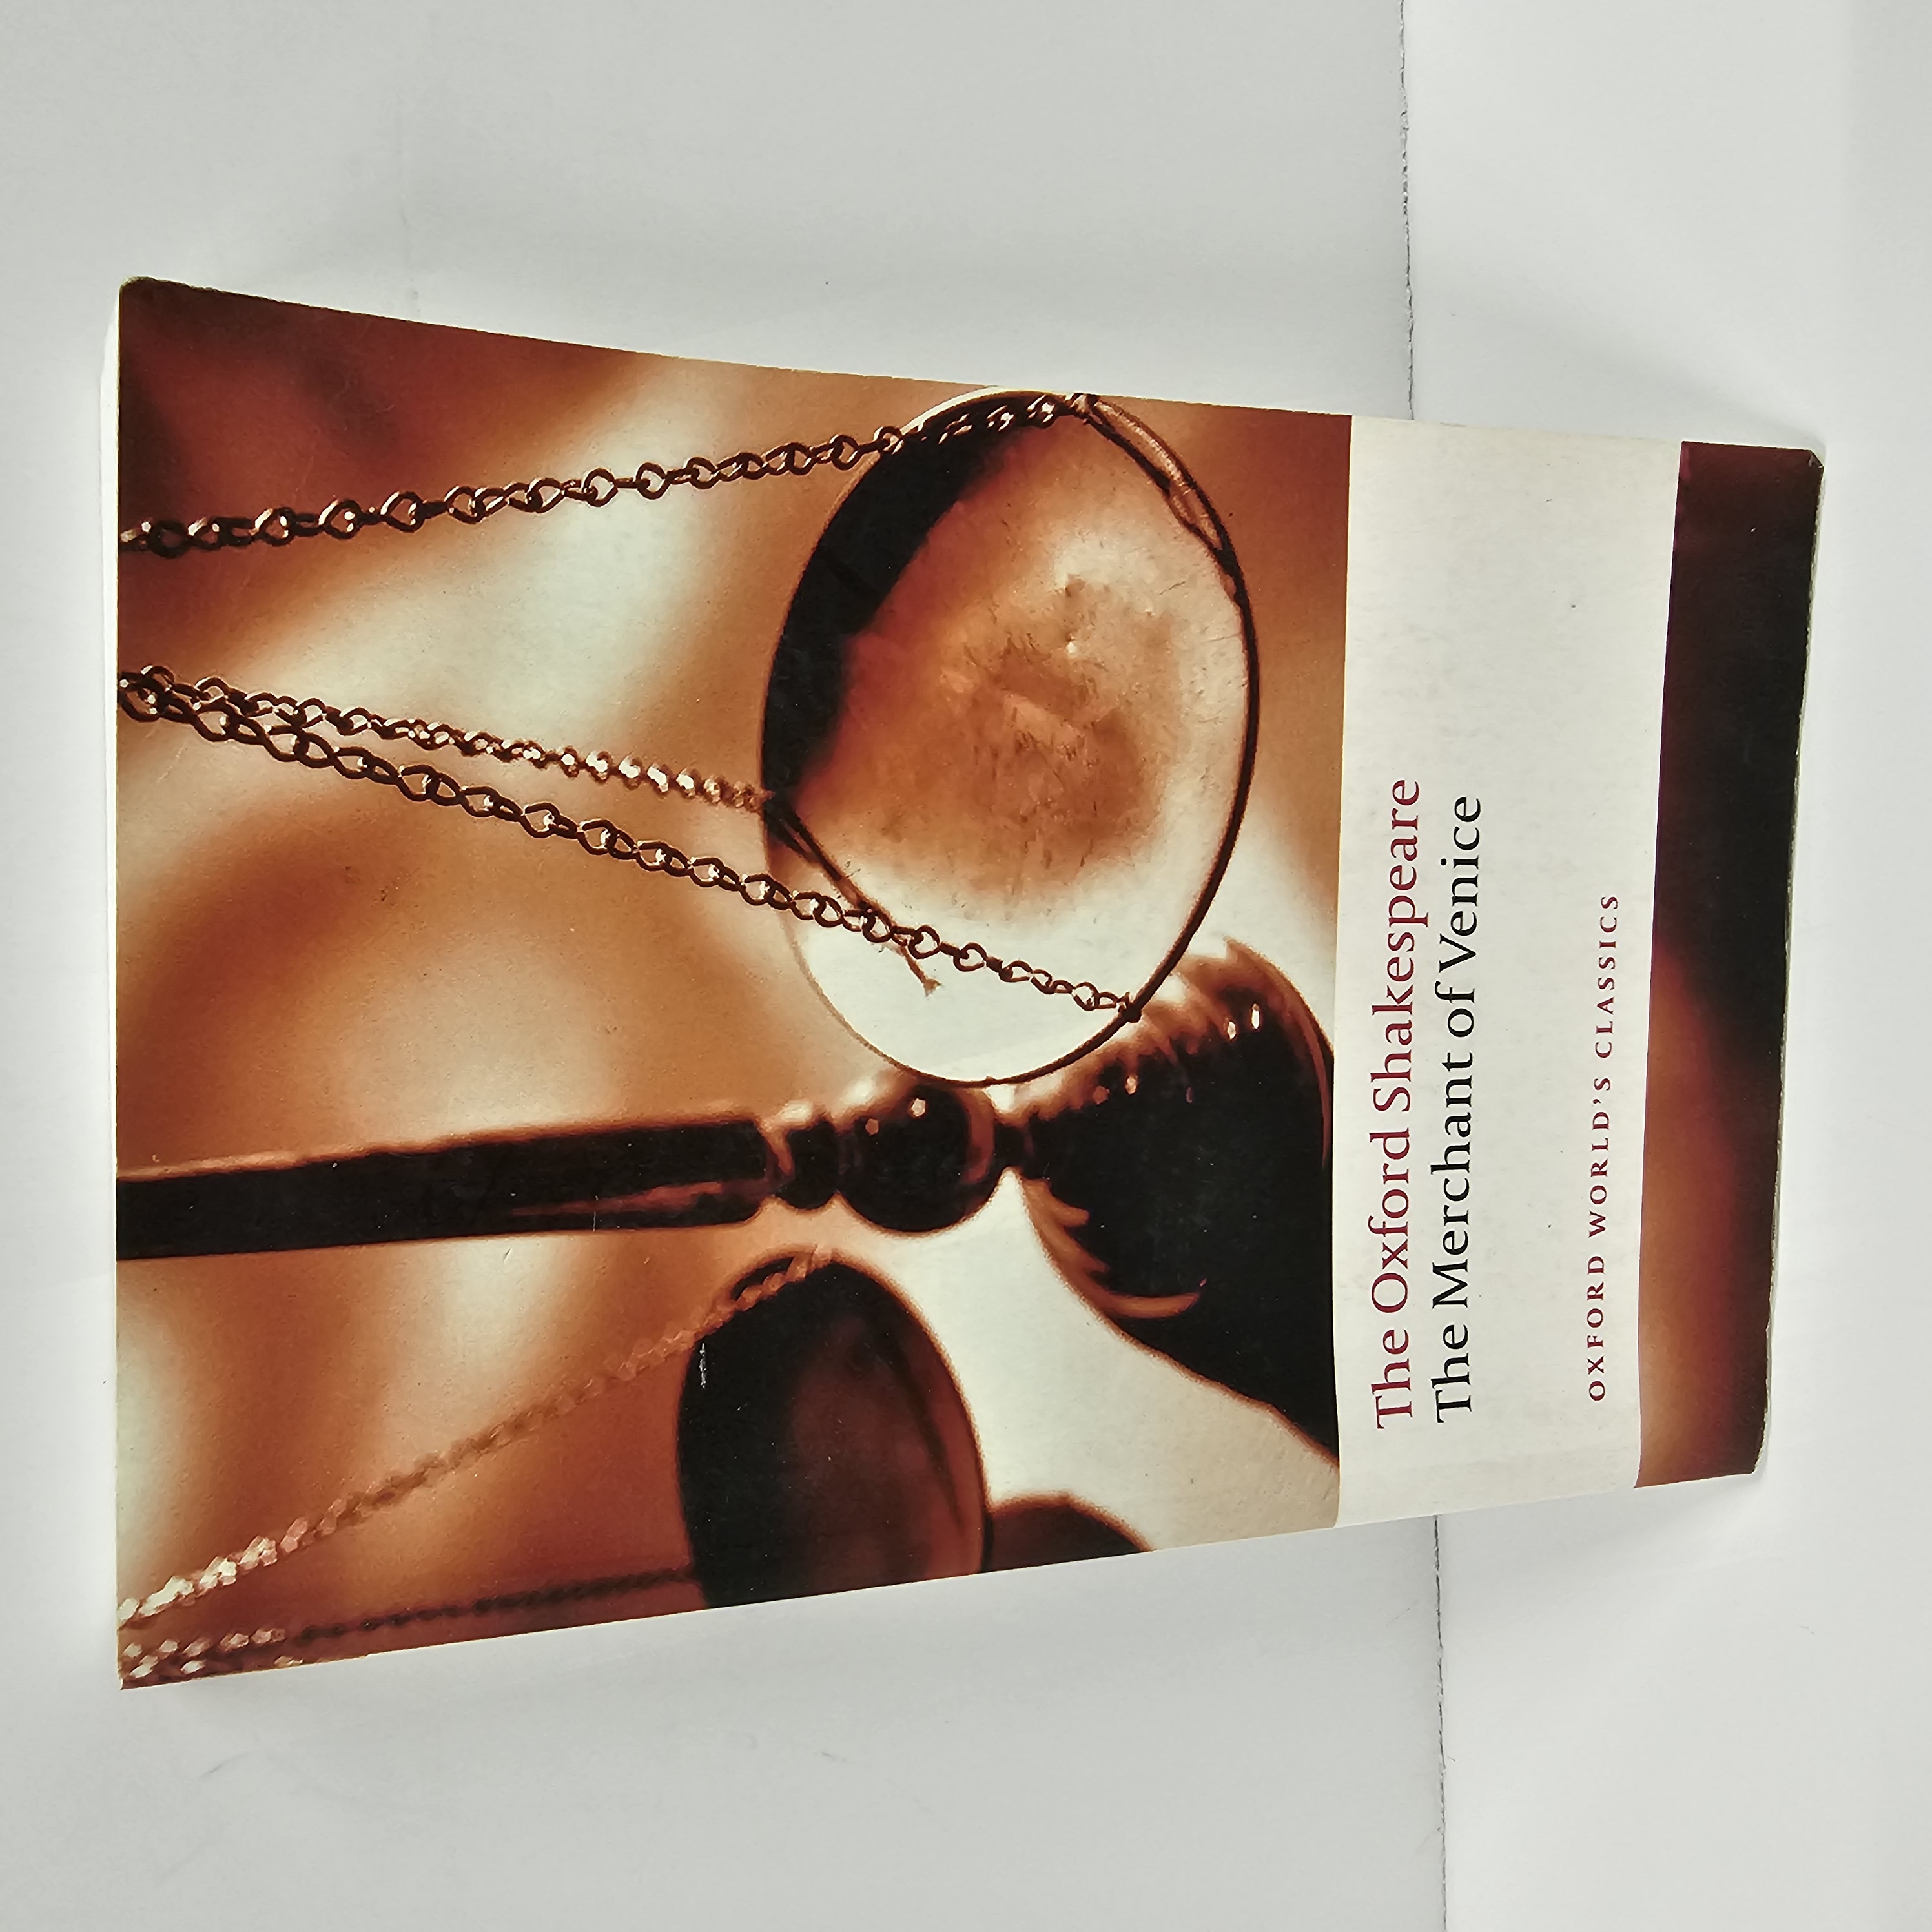 The Oxford Shakespeare
The Merchant of Venice
OXFORD WORLD'S CLASSICS